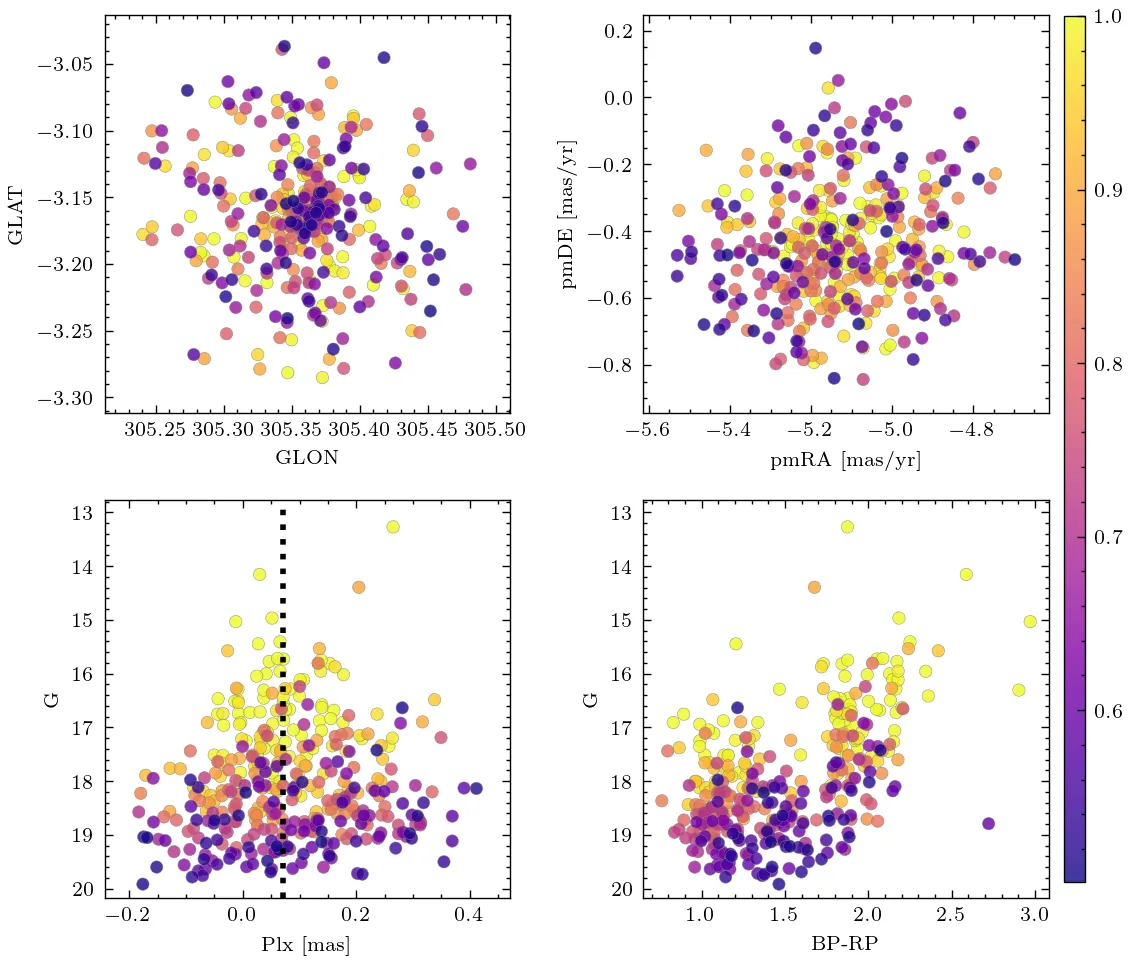 −3.05
−3.10
−3.15
−3.20
−3.25
−3.30
GLAT
305.25 305.30 305.35 305.40 305.45 305.50
GLON
0.2
0.0
−0.2
−0.4
−0.6
−0.8
pmDE [mas/yr]
−5.6 −5.4 −5.2 −5.0 −4.8
pmRA [mas/yr]
13
14
15
16
17
18
19
20
G
−0.2 0.0 0.2 0.4
Plx [mas]
13
14
15
16
17
18
19
20
G
1.0 1.5 2.0 2.5 3.0
BP-RP
1.0
0.9
0.8
0.7
0.6